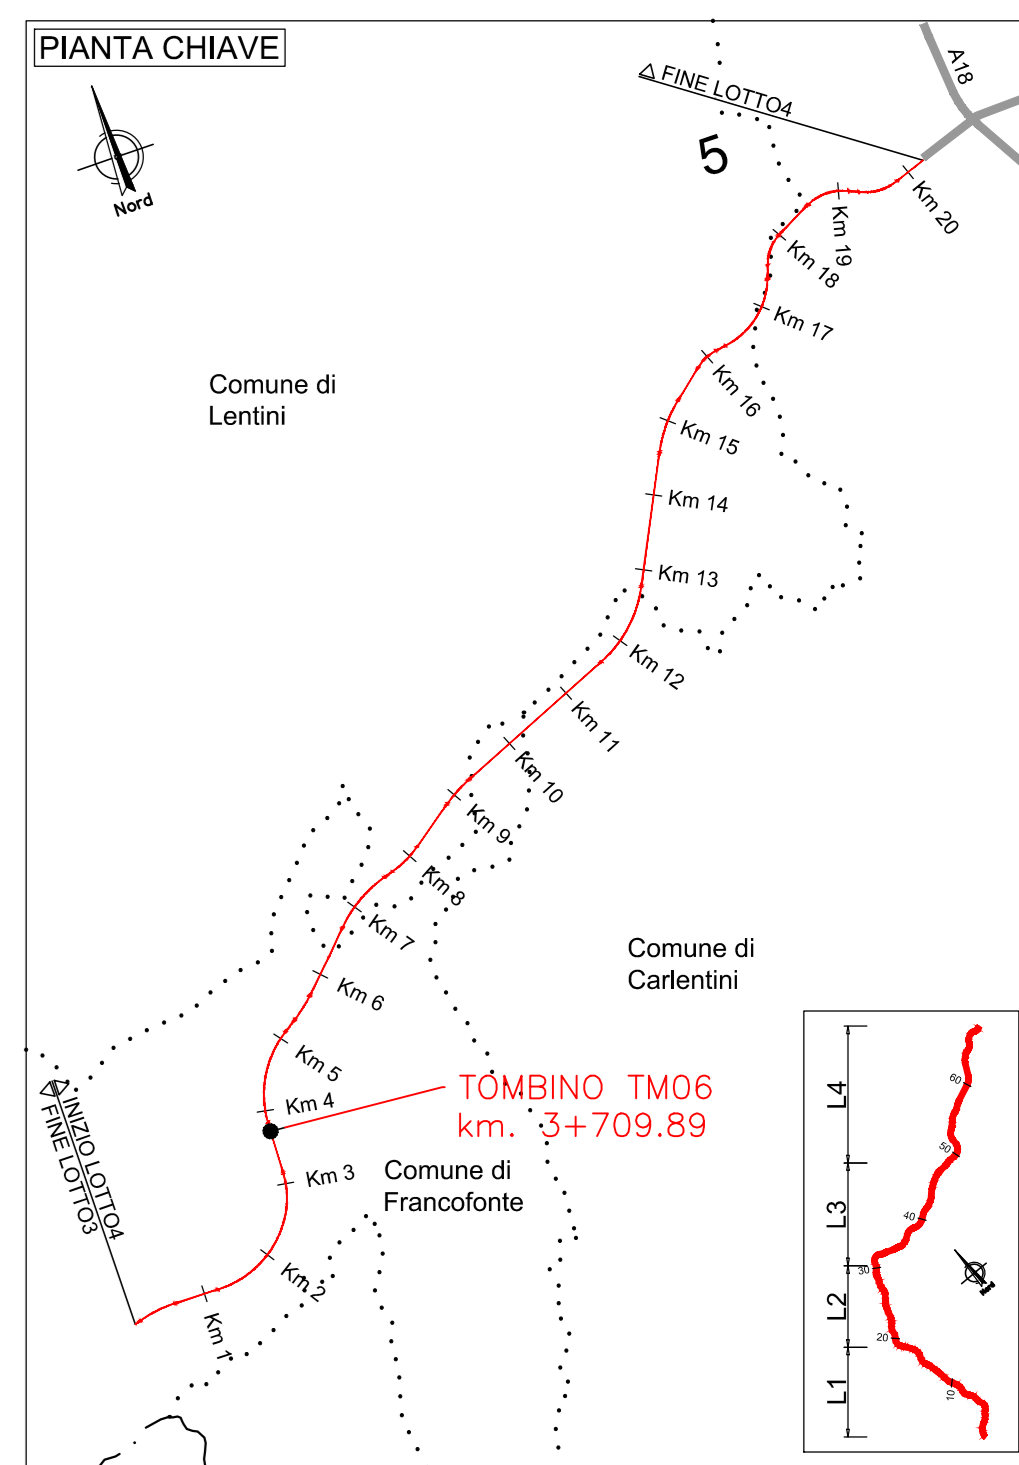 PIANTA CHIAVE
Nord
FINE LOTTO4
A18
5
Km 20
Km 19
Km 18
Km 17
Km 16
Km 15
Km 14
Km 13
Km 12
Km 11
Km 10
Km 9
Km 8
Km 7
Km 6
Km 5
Km 4
Km 3
Km 2
Km 1
Comune di
Lentini
Comune di
Carlentini
TOMBINO TM06
km. 3+709.89
Comune di
Francofonte
INIZIO LOTTO4
FINE LOTTO3
L4
L3
L2
L1
60
50
40
30
20
10
Nord